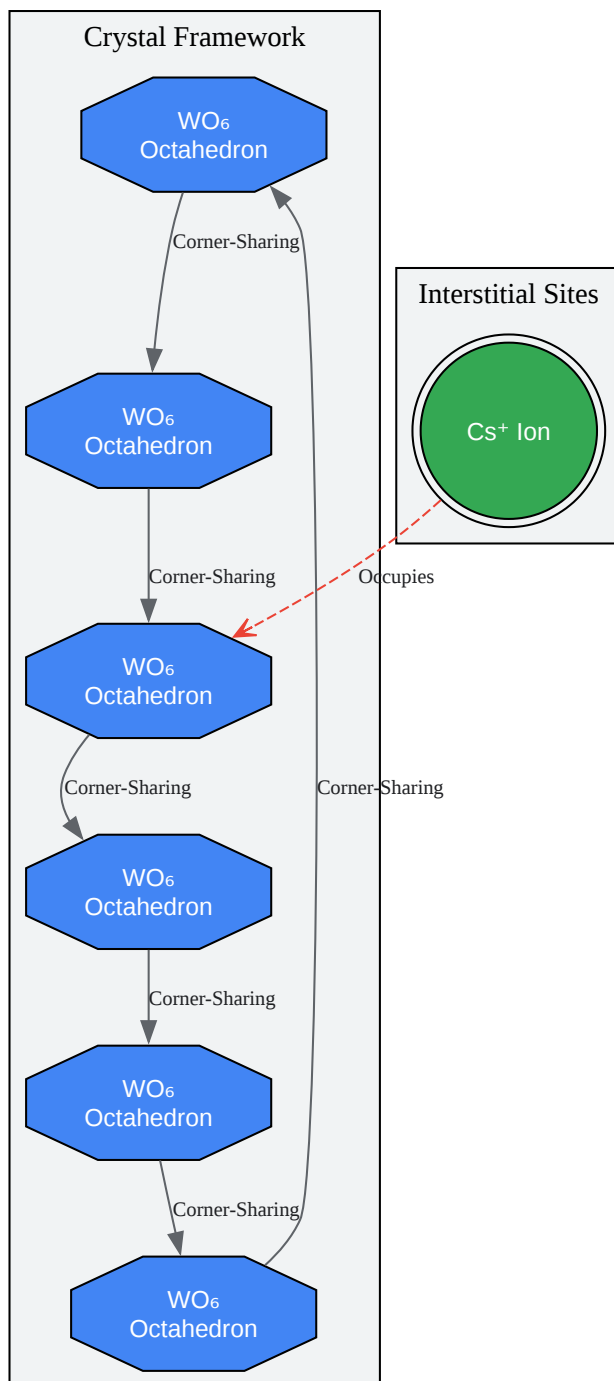 Crystal Framework
WO₆
Octahedron
Corner-Sharing
Interstitial Sites
WO₆
Octahedron
Cs⁺ Ion
Corner-Sharing
Occupies
WO₆
Octahedron
Corner-Sharing
Corner-Sharing
WO₆
Octahedron
Corner-Sharing
WO₆
Octahedron
Corner-Sharing
WO₆
Octahedron